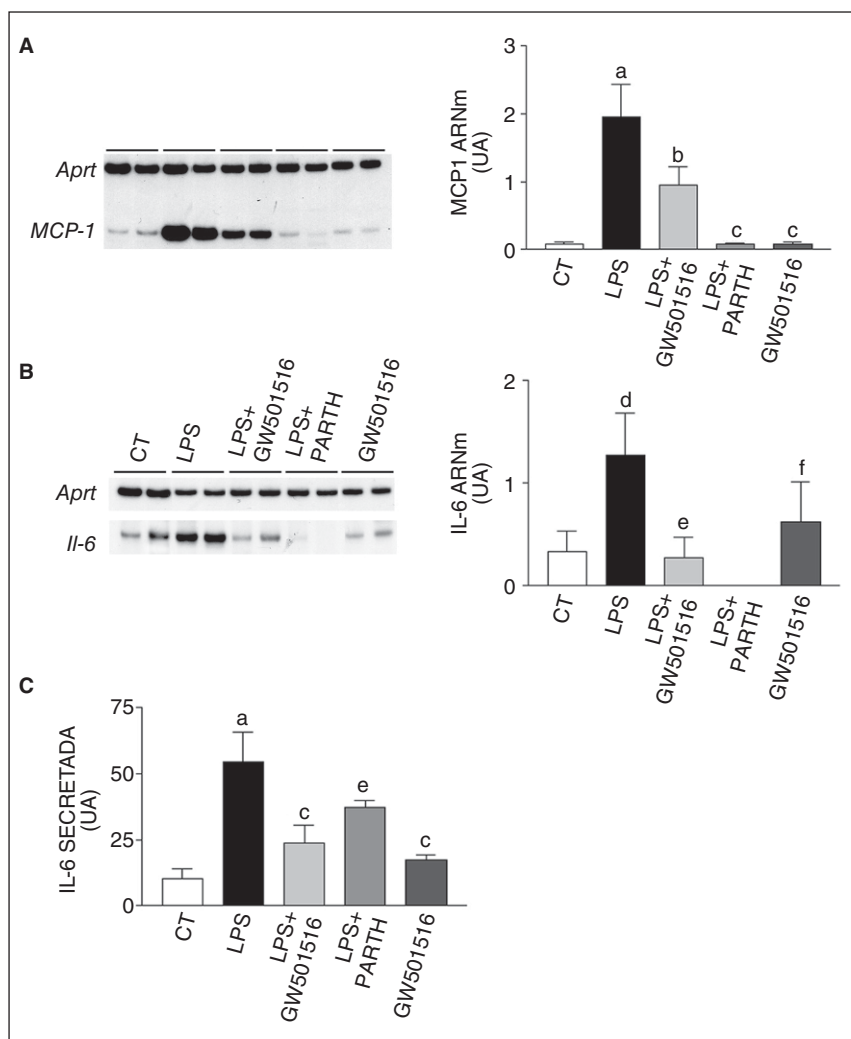 A
Aprt
MCP-1
3
2
1
0
MCP1 ARNm
(UA)
a
b
c
c
CT
LPS
LPS+
GW501516
LPS+
PARTH
GW501516
B
CT
LPS
LPS+
GW501516
LPS+
PARTH
GW501516
Aprt
Il-6
2
1
0
IL-6 ARNm
(UA)
d
e
f
CT
LPS
LPS+
GW501516
LPS+
PARTH
GW501516
C
75
50
25
0
IL-6 SECRETADA
(UA)
a
c
e
c
CT
LPS
LPS+
GW501516
LPS+
PARTH
GW501516